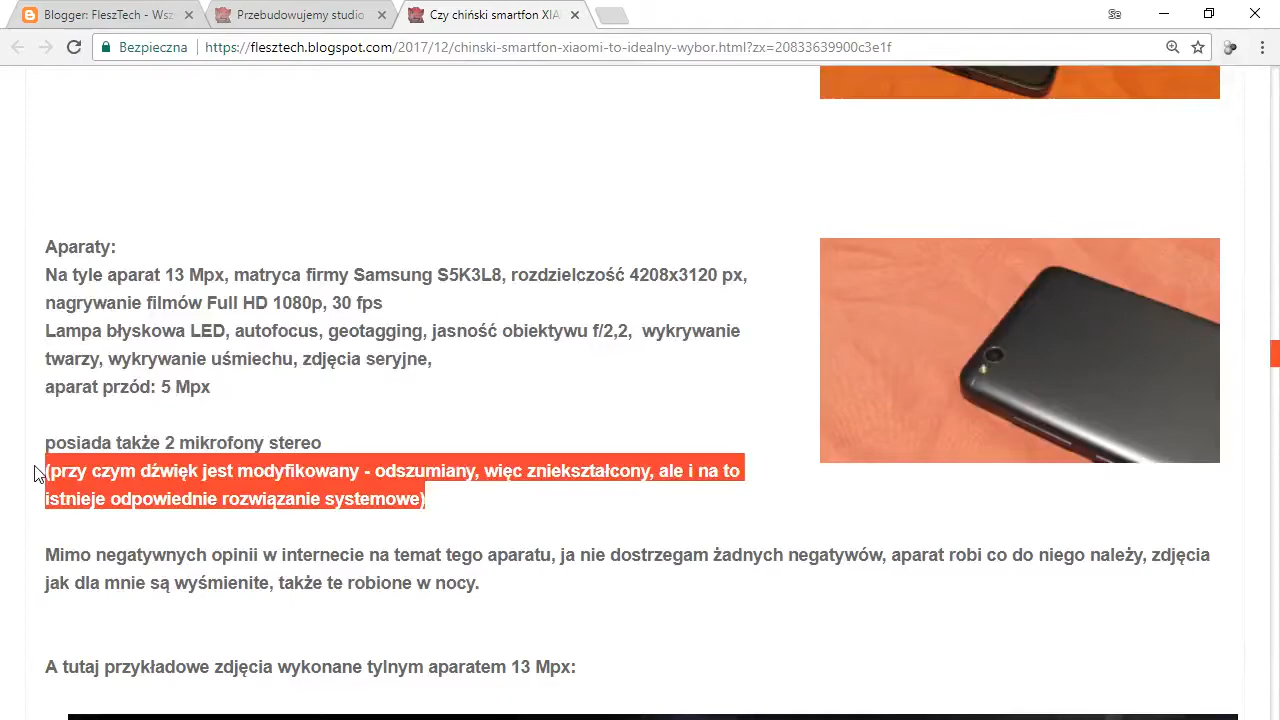 Blogger: FleszTech - Wsz
Przebudowujemy studio
Czy chiński smartfon XIA
Se
Bezpieczna
https://flesztech.blogspot.com/2017/12/chinski-smartfon-xiaomi-to-idealny-wybor.html?zx=20833639900c3e1f
Aparaty:
Na tyle aparat 13 Mpx, matryca firmy Samsung S5K3L8, rozdzielczość 4208x3120 px,
nagrywanie filmów Full HD 1080p, 30 fps
Lampa błyskowa LED, autofocus, geotagging, jasność obiektywu f/2,2,  wykrywanie
twarzy, wykrywanie uśmiechu, zdjęcia seryjne,
aparat przód: 5 Mpx
posiada także 2 mikrofony stereo
(przy czym dźwięk jest modyfikowany - odszumiany, więc zniekształcony, ale i na to
istnieje odpowiednie rozwiązanie systemowe)
Mimo negatywnych opinii w internecie na temat tego aparatu, ja nie dostrzegam żadnych negatywów, aparat robi co do niego należy, zdjęcia
jak dla mnie są wyśmienite, także te robione w nocy.
A tutaj przykładowe zdjęcia wykonane tylnym aparatem 13 Mpx: